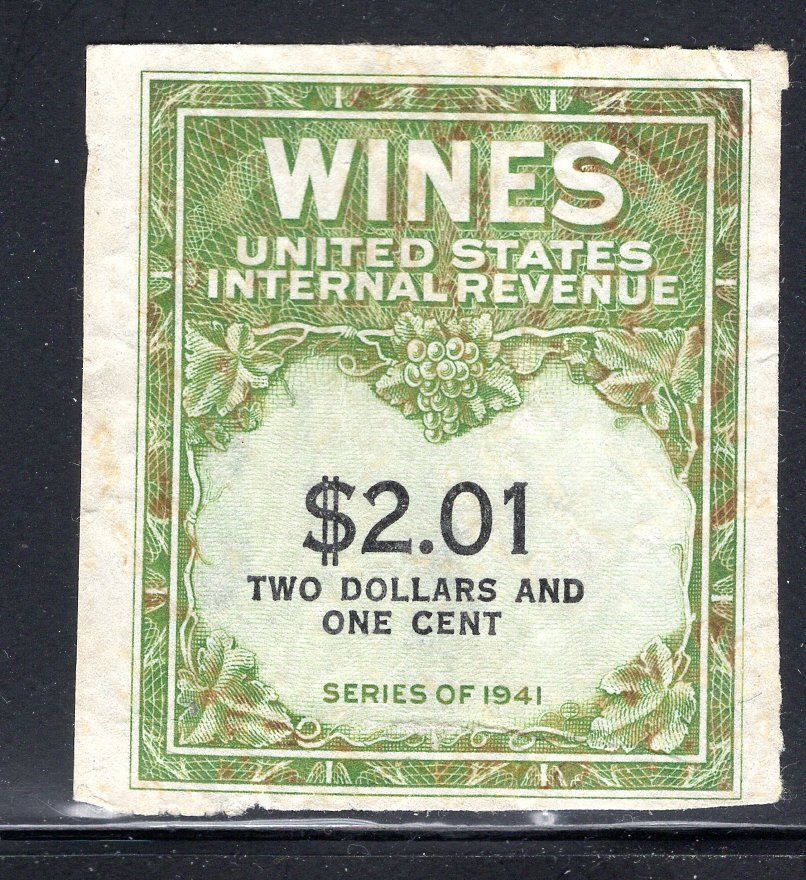 WINES
UNITED STATES
INTERNAL REVENUE
$2.01
TWO DOLLARS AND
ONE CENT
SERIES OF 1941